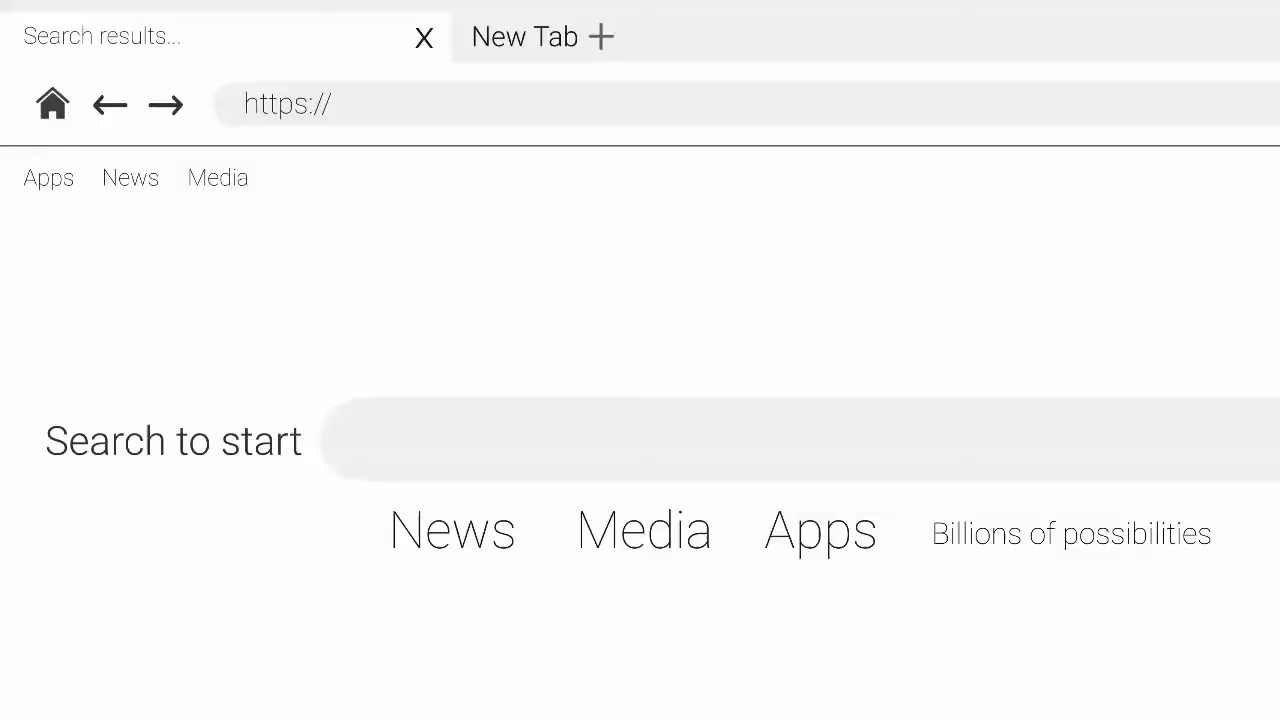 Search results... X New Tab +
https://
Apps News Media
Search to start
News Media Apps Billions of possibilities